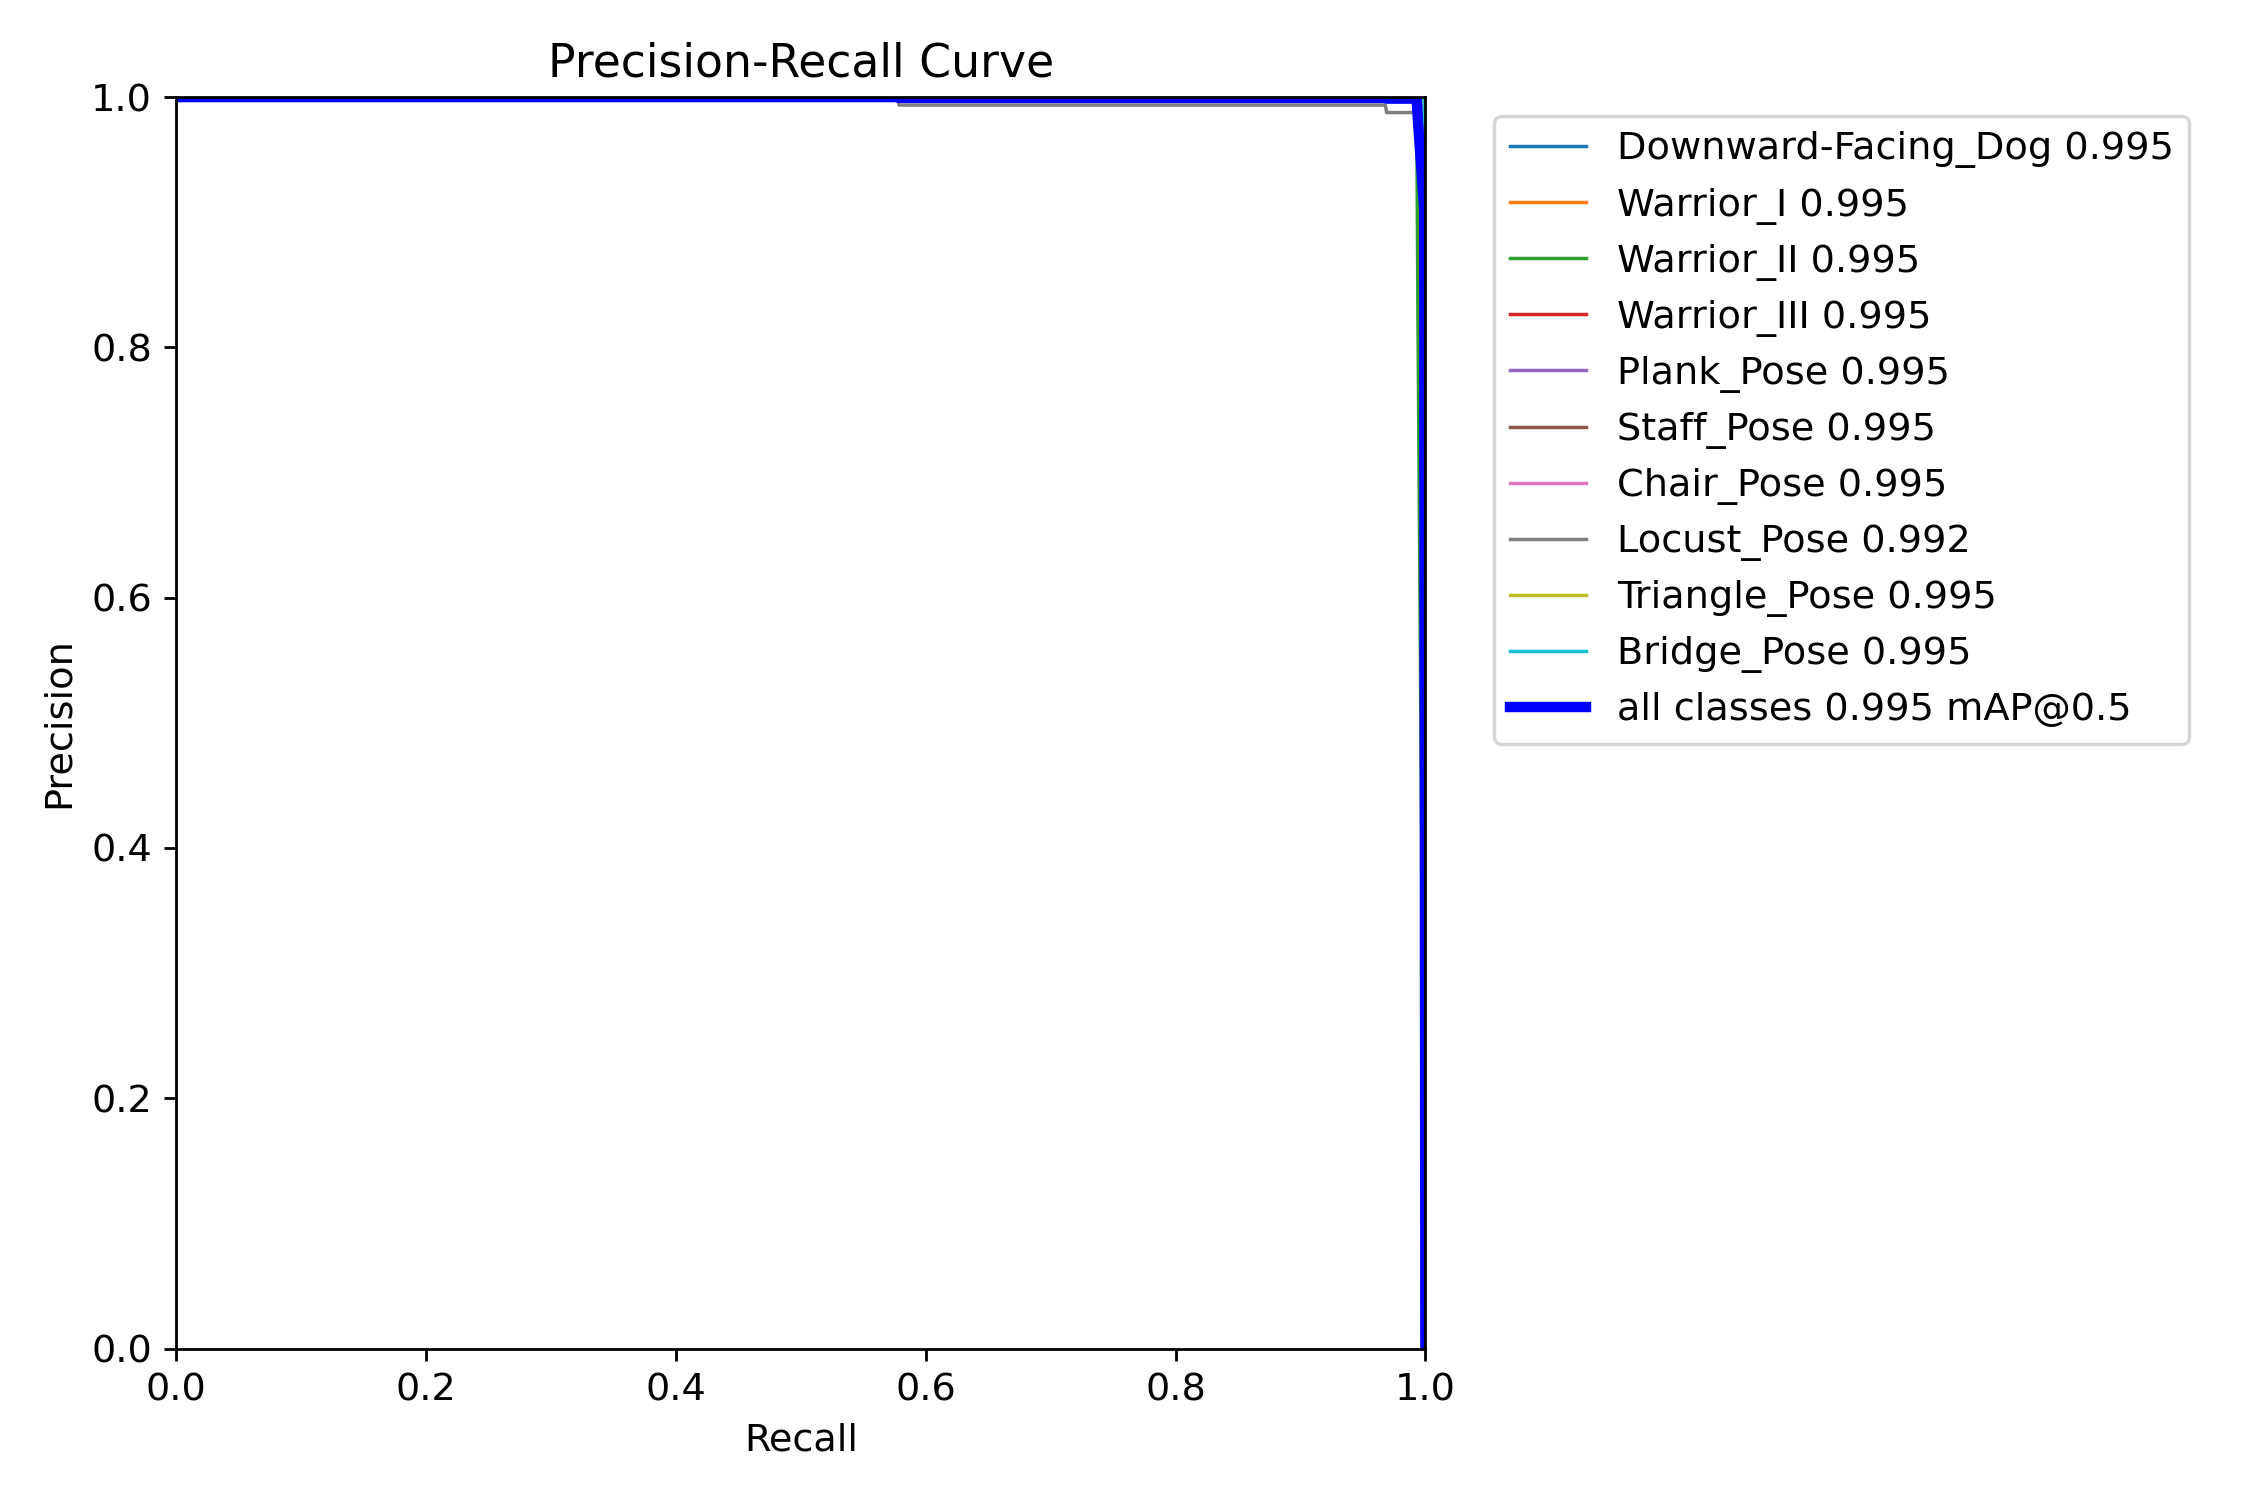 Precision-Recall Curve
1.0
0.8
0.6
0.4
0.2
0.0
Precision
0.0 0.2 0.4 0.6 0.8 1.0
Recall
Downward-Facing_Dog 0.995
Warrior_I 0.995
Warrior_II 0.995
Warrior_III 0.995
Plank_Pose 0.995
Staff_Pose 0.995
Chair_Pose 0.995
Locust_Pose 0.992
Triangle_Pose 0.995
Bridge_Pose 0.995
all classes 0.995 mAP@0.5